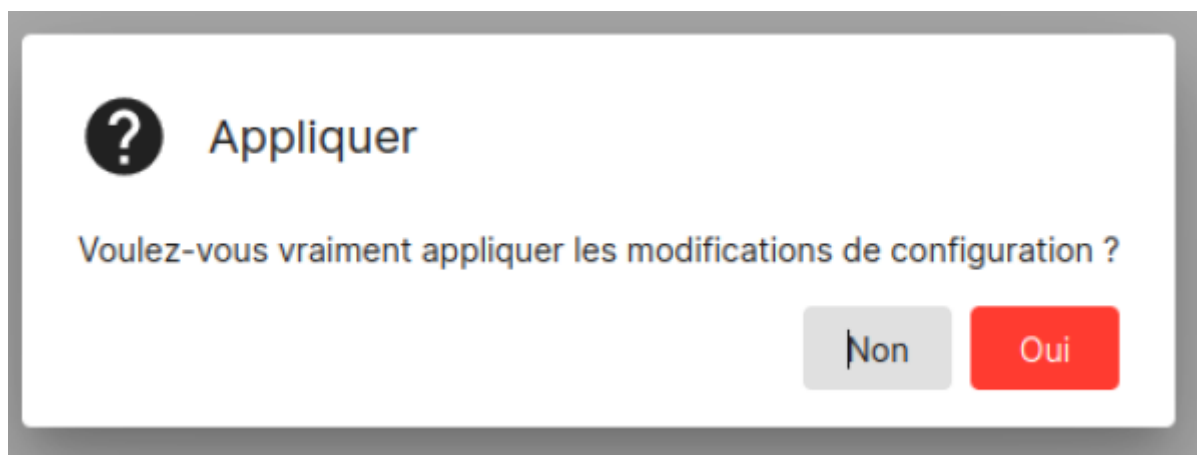 Appliquer
Voulez-vous vraiment appliquer les modifications de configuration ?
Non Oui